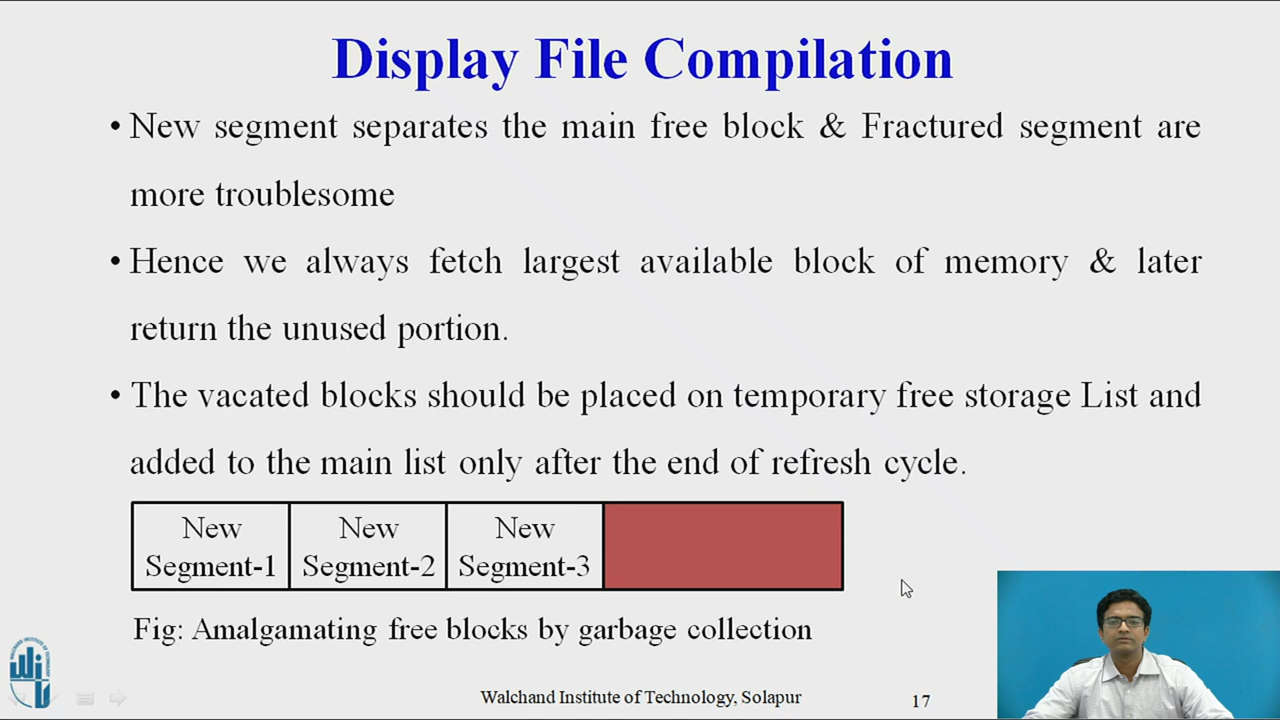 Display File Compilation
• New segment separates the main free block & Fractured segment are
more troublesome
• Hence we always fetch largest available block of memory & later
return the unused portion.
• The vacated blocks should be placed on temporary free storage List and
added to the main list only after the end of refresh cycle.
New New New
Segment-1 Segment-2 Segment-3
Fig: Amalgamating free blocks by garbage collection
Walchand Institute of Technology, Solapur 17